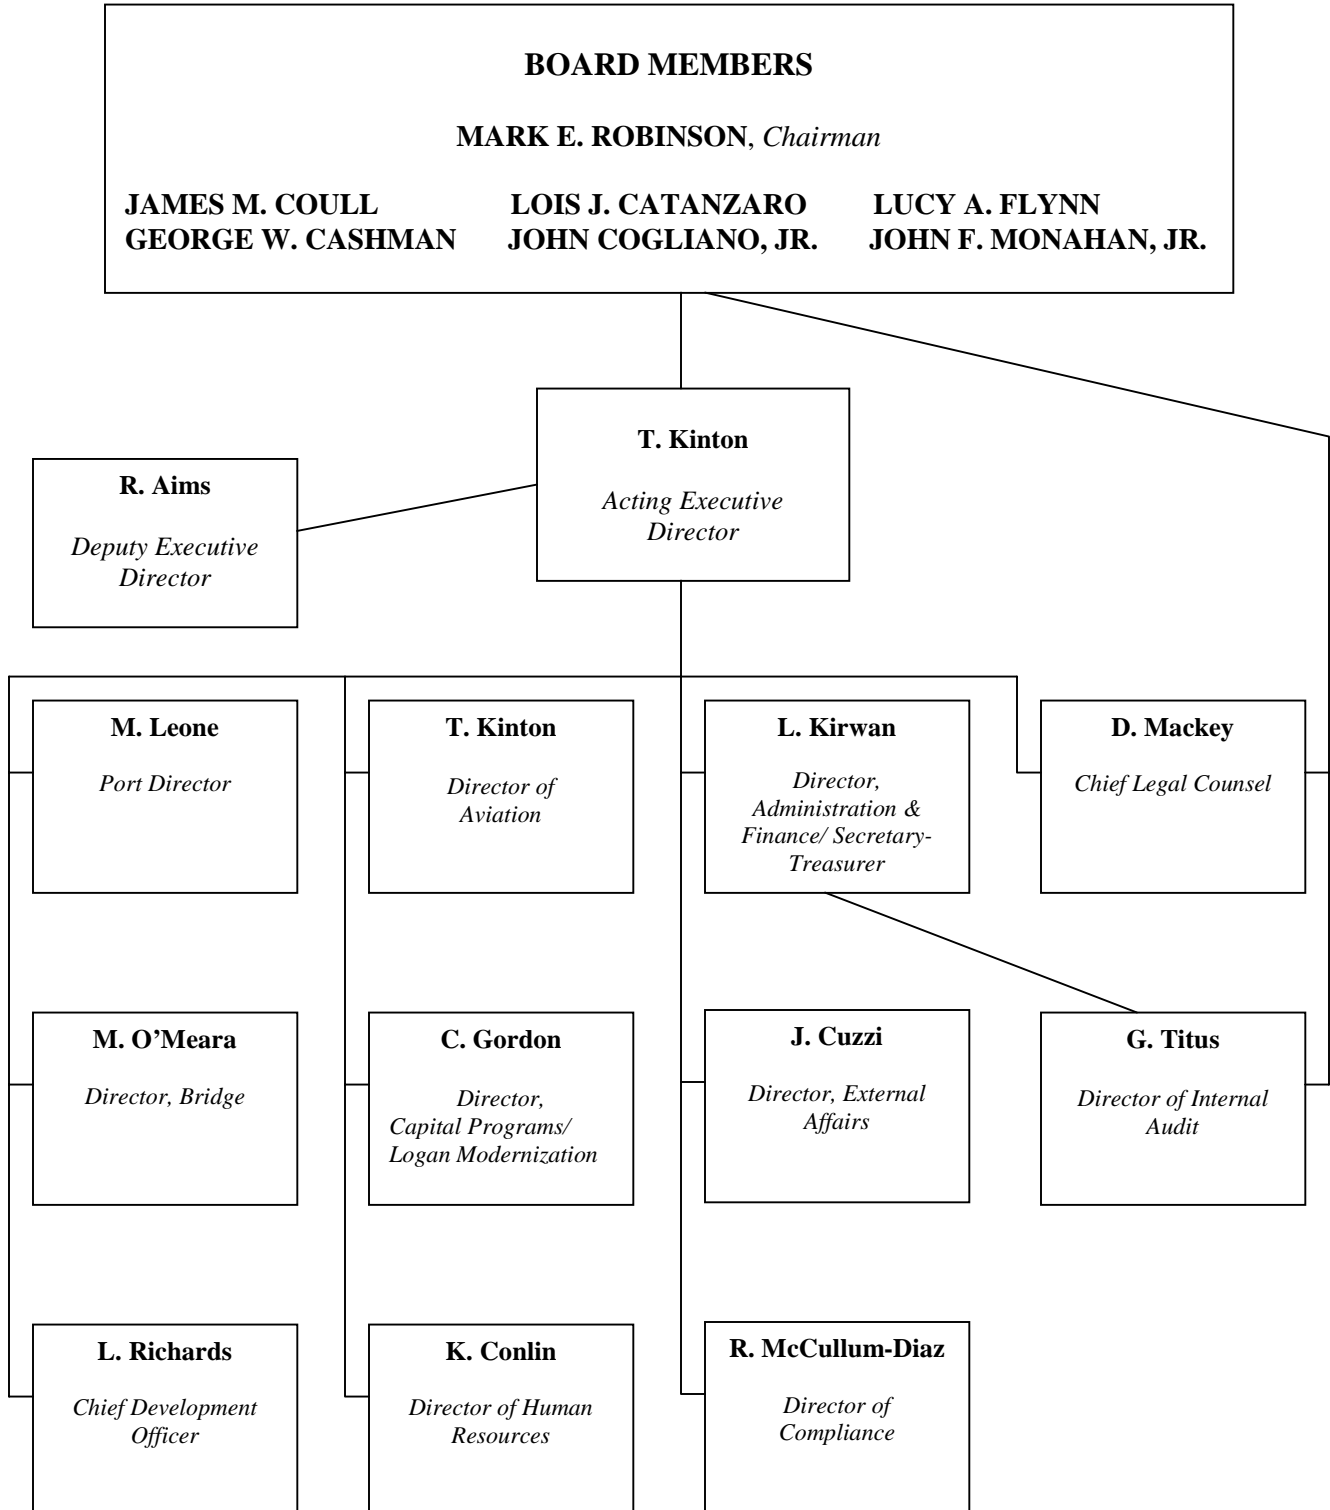 BOARD MEMBERS
MARK E. ROBINSON, Chairman
JAMES M. COULL LOIS J. CATANZARO LUCY A. FLYNN
GEORGE W. CASHMAN JOHN COGLIANO, JR. JOHN F. MONAHAN, JR.
T. Kinton
Acting Executive
Director
R. Aims
Deputy Executive
Director
M. Leone
Port Director
T. Kinton
Director of
Aviation
L. Kirwan
Director,
Administration &
Finance/ Secretary-
Treasurer
D. Mackey
Chief Legal Counsel
M. O’Meara
Director, Bridge
C. Gordon
Director,
Capital Programs/
Logan Modernization
J. Cuzzi
Director, External
Affairs
G. Titus
Director of Internal
Audit
L. Richards
Chief Development
Officer
K. Conlin
Director of Human
Resources
R. McCullum-Diaz
Director of
Compliance